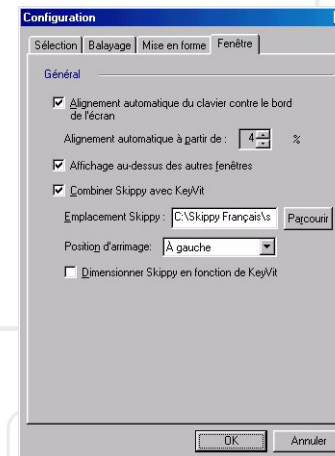 Configuration
Sélection Balayage Mise en forme Fenêtre
Général
Alignement automatique du clavier contre le bord
de l'écran
Alignement automatique à partir de : 4 %
Affichage au-dessus des autres fenêtres
Combiner Skippy avec KeyVit
Emplacement Skippy : C:\Skippy Français\s Parcourir
Position d'arrimage: À gauche
Dimensionner Skippy en fonction de KeyVit
OK Annuler